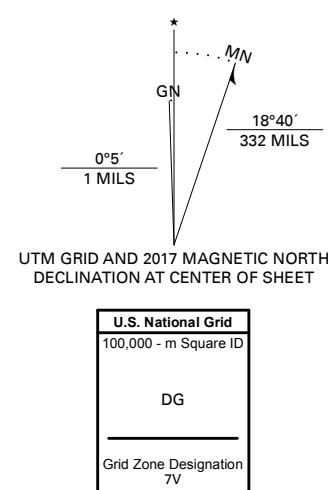 ★
MN
GN
18°40´
332 MILS
0°5´
1 MILS
UTM GRID AND 2017 MAGNETIC NORTH
DECLINATION AT CENTER OF SHEET
U.S. National Grid
100,000 - m Square ID
DG
Grid Zone Designation
7V